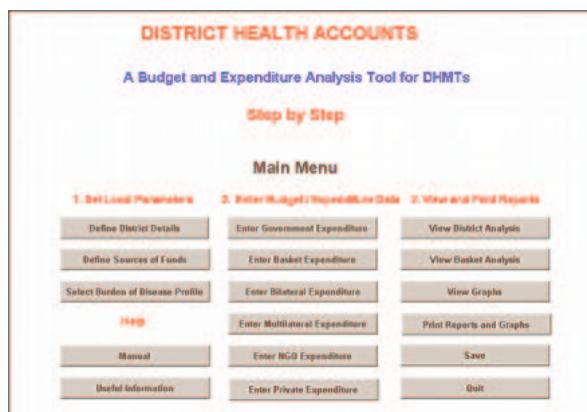 DISTRICT HEALTH ACCOUNTS
A Budget and Expenditure Analysis Tool for DHMTs
Step by Step
Main Menu
1. Set Local Parameters
2. Enter Budget / Expenditure Data
3. View and Print Reports
Define District Details
Enter Government Expenditure
View District Analysis
Define Sources of Funds
Enter Basket Expenditure
View Basket Analysis
Select Burden of Disease Profile
Enter Bilateral Expenditure
View Graphs
Help
Enter Multilateral Expenditure
Print Reports and Graphs
Manual
Enter NGO Expenditure
Save
Useful Information
Enter Private Expenditure
Quit